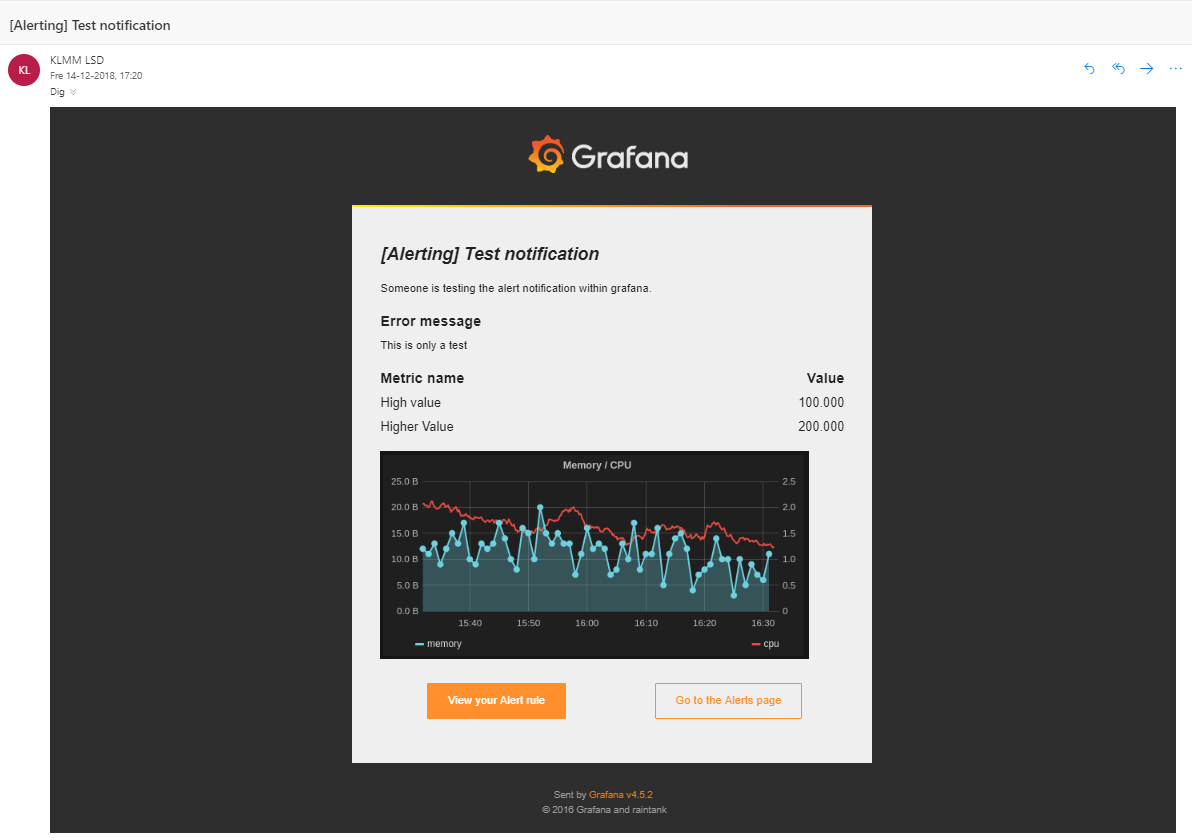 [Alerting] Test notification
KL
KLMM LSD
Fre 14-12-2018, 17:20
Dig
Grafana
[Alerting] Test notification
Someone is testing the alert notification within grafana.
Error message
This is only a test
Metric name Value
High value 100.000
Higher Value 200.000
Memory / CPU
25.0 B 2.5
20.0 B 2.0
15.0 B 1.5
10.0 B 1.0
5.0 B 0.5
0.0 B 0
15:40 15:50 16:00 16:10 16:20 16:30
memory cpu
View your Alert rule Go to the Alerts page
Sent by Grafana v4.5.2
© 2016 Grafana and raintank